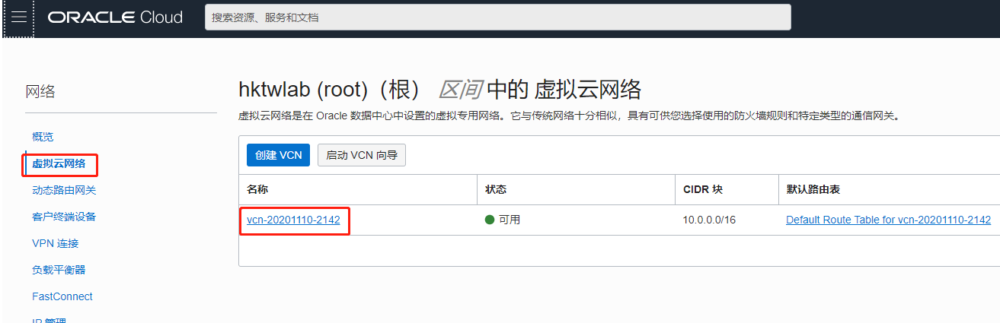 ORACLE Cloud
搜索资源、服务和文档
网络
概览
虚拟云网络
动态路由网关
客户终端设备
VPN 连接
负载平衡器
FastConnect
IP 管理
hktwlab (root)（根） 区间 中的 虚拟云网络
虚拟云网络是在 Oracle 数据中心中设置的虚拟专用网络。它与传统网络十分相似，具有可供您选择使用的防火墙规则和特定类型的通信网关。
创建 VCN 启动 VCN 向导
名称 状态 CIDR 块 默认路由表
vcn-20201110-2142 可用 10.0.0.0/16 Default Route Table for vcn-20201110-2142